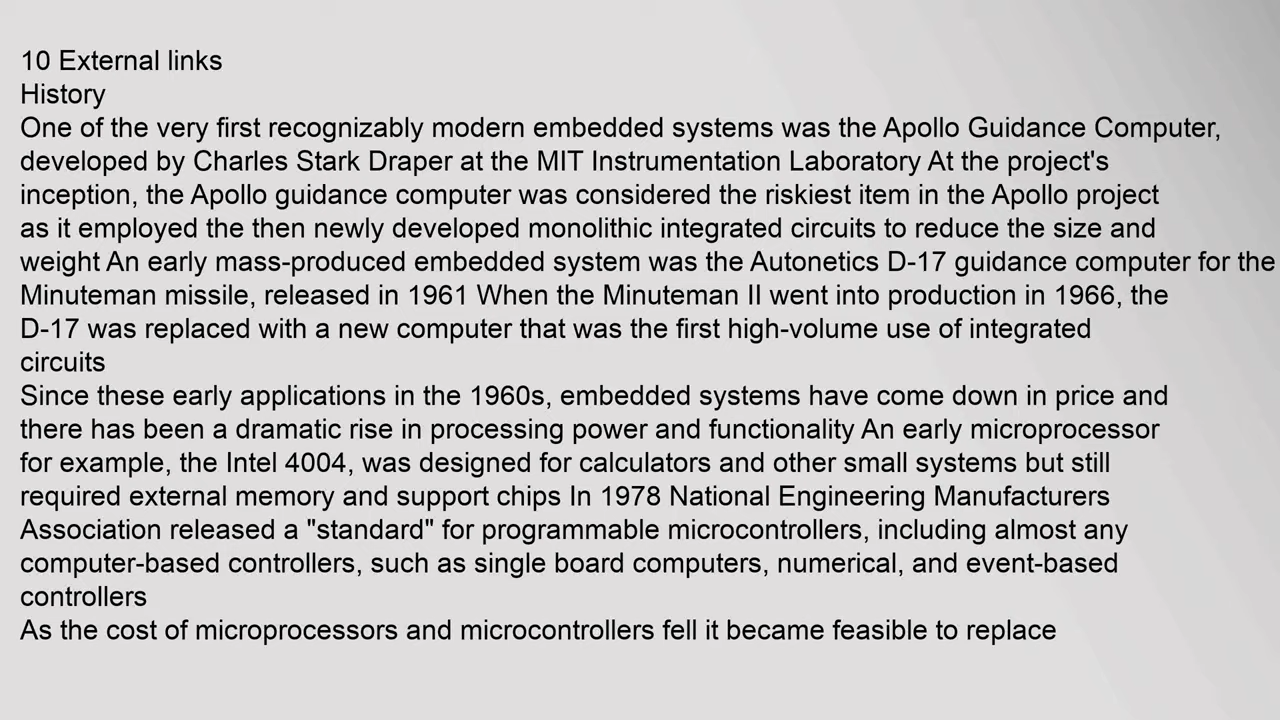 10 External links
History
One of the very first recognizably modern embedded systems was the Apollo Guidance Computer,
developed by Charles Stark Draper at the MIT Instrumentation Laboratory At the project's
inception, the Apollo guidance computer was considered the riskiest item in the Apollo project
as it employed the then newly developed monolithic integrated circuits to reduce the size and
weight An early mass-produced embedded system was the Autonetics D-17 guidance computer for the
Minuteman missile, released in 1961 When the Minuteman II went into production in 1966, the
D-17 was replaced with a new computer that was the first high-volume use of integrated
circuits
Since these early applications in the 1960s, embedded systems have come down in price and
there has been a dramatic rise in processing power and functionality An early microprocessor
for example, the Intel 4004, was designed for calculators and other small systems but still
required external memory and support chips In 1978 National Engineering Manufacturers
Association released a "standard" for programmable microcontrollers, including almost any
computer-based controllers, such as single board computers, numerical, and event-based
controllers
As the cost of microprocessors and microcontrollers fell it became feasible to replace